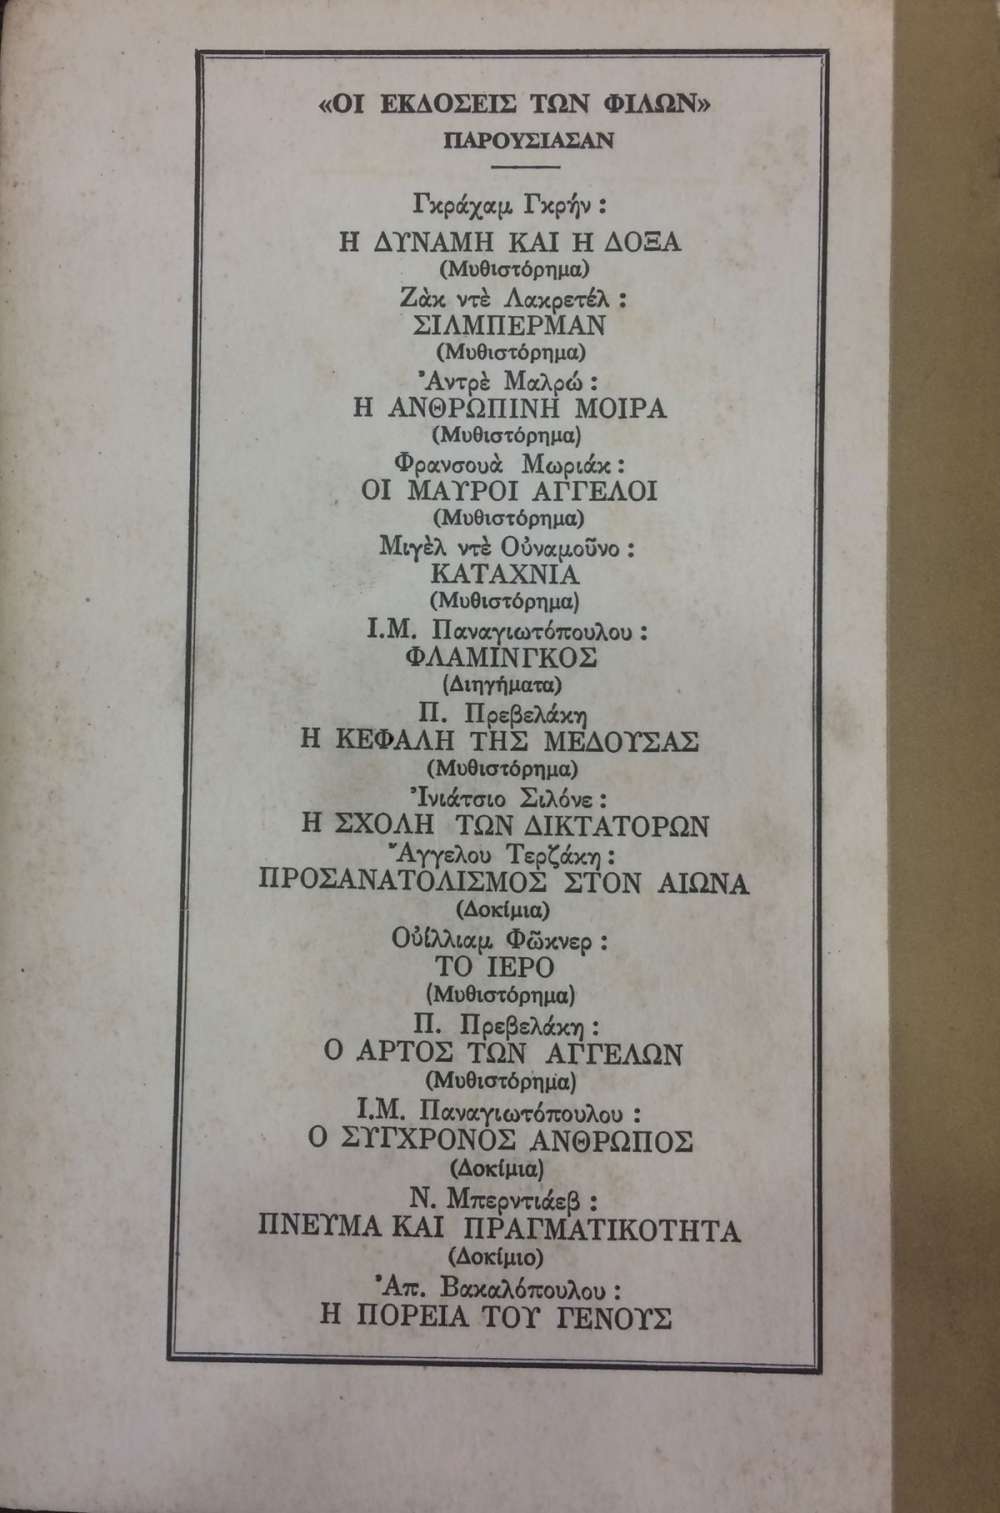 «ΟΙ ΕΚΔΟΣΕΙΣ ΤΩΝ ΦΙΛΩΝ»
ΠΑΡΟΥΣΙΑΣΑΝ
Γκράχαμ Γκρήν :
Η ΔΥΝΑΜΗ ΚΑΙ Η ΔΟΞΑ
(Μυθιστόρημα)
Ζὰκ ντὲ Λακρετέλ :
ΣΙΛΜΠΕΡΜΑΝ
(Μυθιστόρημα)
Ἀντρὲ Μαλρώ :
Η ΑΝΘΡΩΠΙΝΗ ΜΟΙΡΑ
(Μυθιστόρημα)
Φρανσουὰ Μωριάκ :
ΟΙ ΜΑΥΡΟΙ ΑΓΓΕΛΟΙ
(Μυθιστόρημα)
Μιγὲλ ντὲ Οὐναμοῦνο :
ΚΑΤΑΧΝΙΑ
(Μυθιστόρημα)
Ι.Μ. Παναγιωτόπουλου :
ΦΛΑΜΙΝΓΚΟΣ
(Διηγήματα)
Π. Πρεβελάκη
Η ΚΕΦΑΛΗ ΤΗΣ ΜΕΔΟΥΣΑΣ
(Μυθιστόρημα)
Ἰνιάτσιο Σιλόνε :
Η ΣΧΟΛΗ ΤΩΝ ΔΙΚΤΑΤΟΡΩΝ
Ἄγγελου Τερζάκη :
ΠΡΟΣΑΝΑΤΟΛΙΣΜΟΣ ΣΤΟΝ ΑΙΩΝΑ
(Δοκίμια)
Οὐίλλιαμ Φῶκνερ :
ΤΟ ΙΕΡΟ
(Μυθιστόρημα)
Π. Πρεβελάκη :
Ο ΑΡΤΟΣ ΤΩΝ ΑΓΓΕΛΩΝ
(Μυθιστόρημα)
Ι.Μ. Παναγιωτόπουλου :
Ο ΣΥΓΧΡΟΝΟΣ ΑΝΘΡΩΠΟΣ
(Δοκίμια)
Ν. Μπερντιάεβ :
ΠΝΕΥΜΑ ΚΑΙ ΠΡΑΓΜΑΤΙΚΟΤΗΤΑ
(Δοκίμιο)
Ἀπ. Βακαλόπουλου :
Η ΠΟΡΕΙΑ ΤΟΥ ΓΕΝΟΥΣ